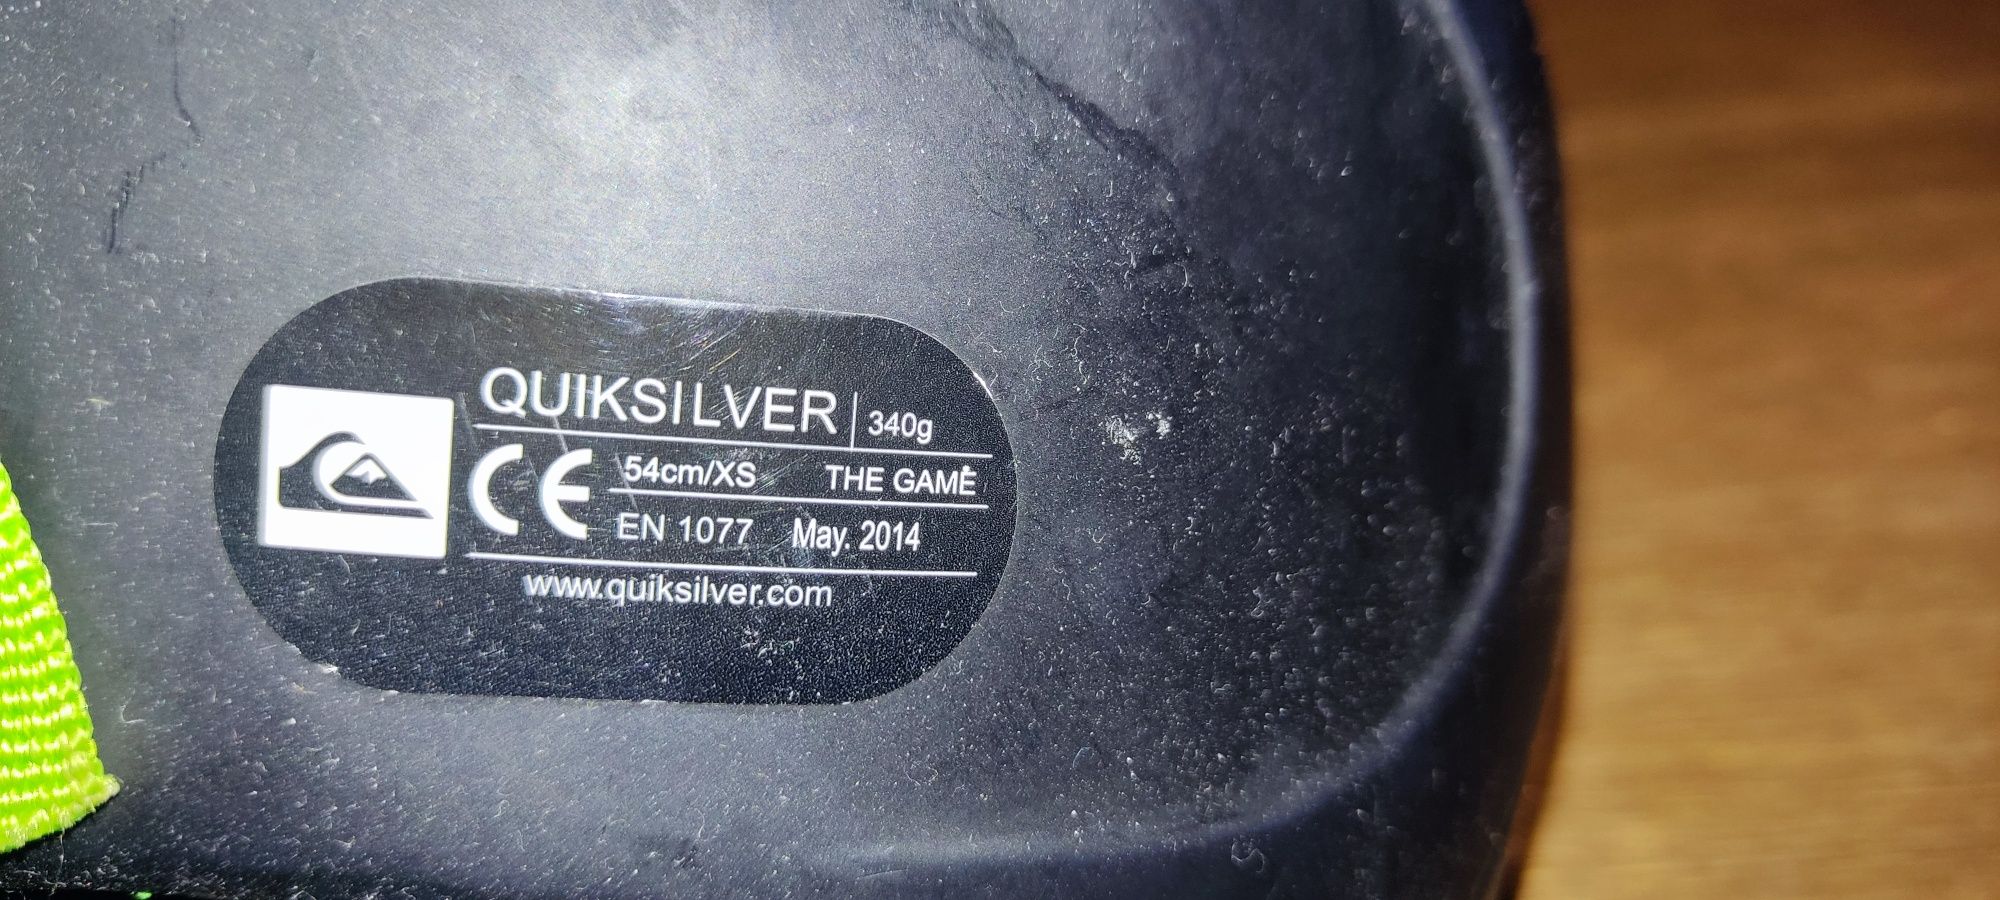 QUIKSILVER 340g
CE 54cm/XS THE GAME
EN 1077 May. 2014
www.quiksilver.com